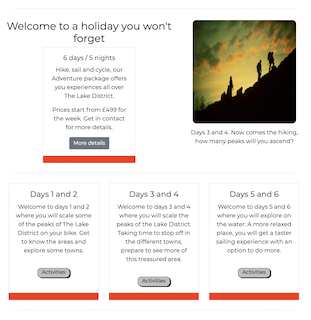 Welcome to a holiday you won't
forget
6 days / 5 nights
Hike, sail and cycle, our
Adventure package offers
you experiences all over
The Lake District.
Prices start from £499 for
the week. Get in contact
for more details.
More details
Days 3 and 4. Now comes the hiking,
how many peaks will you ascend?
Days 1 and 2
Welcome to days 1 and 2
where you will scale some
of the peaks of The Lake
District on your bike. Get
to know the areas and
explore some towns.
Activities
Days 3 and 4
Welcome to days 3 and 4
where you will scale the
peaks of the Lake District.
Taking time to stop off in
the different towns,
prepare to see more of
this treasured area.
Activities
Days 5 and 6
Welcome to days 5 and 6
where you will explore on
the water. A more relaxed
place, you will get a taster
sailing experience with an
option to do more.
Activities